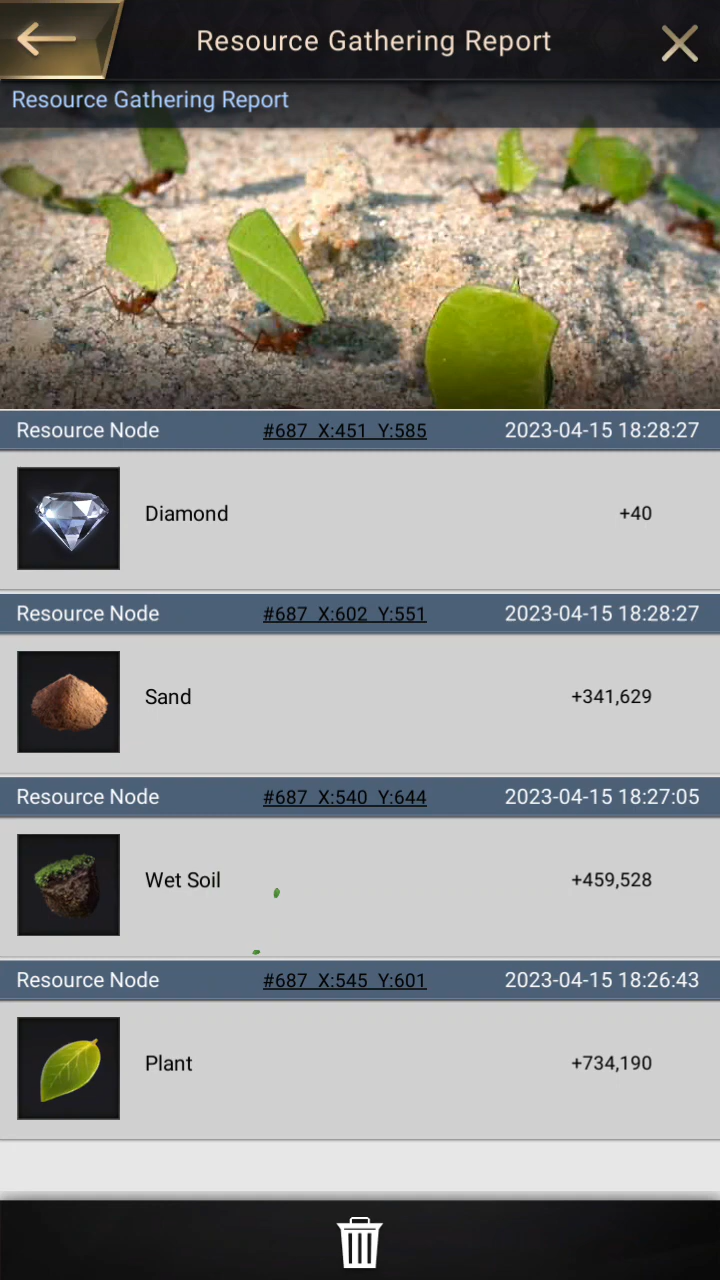 Resource Gathering Report
Resource Gathering Report
Resource Node #687 X:451 Y:585 2023-04-15 18:28:27
Diamond +40
Resource Node #687 X:602 Y:551 2023-04-15 18:28:27
Sand +341,629
Resource Node #687 X:540 Y:644 2023-04-15 18:27:05
Wet Soil +459,528
Resource Node #687 X:545 Y:601 2023-04-15 18:26:43
Plant +734,190